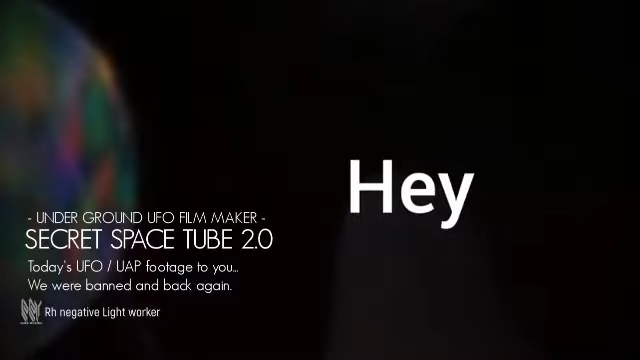 Hey
- UNDER GROUND UFO FILM MAKER -
SECRET SPACE TUBE 2.0
Today's UFO / UAP footage to you...
We were banned and back again.
Rh negative Light worker